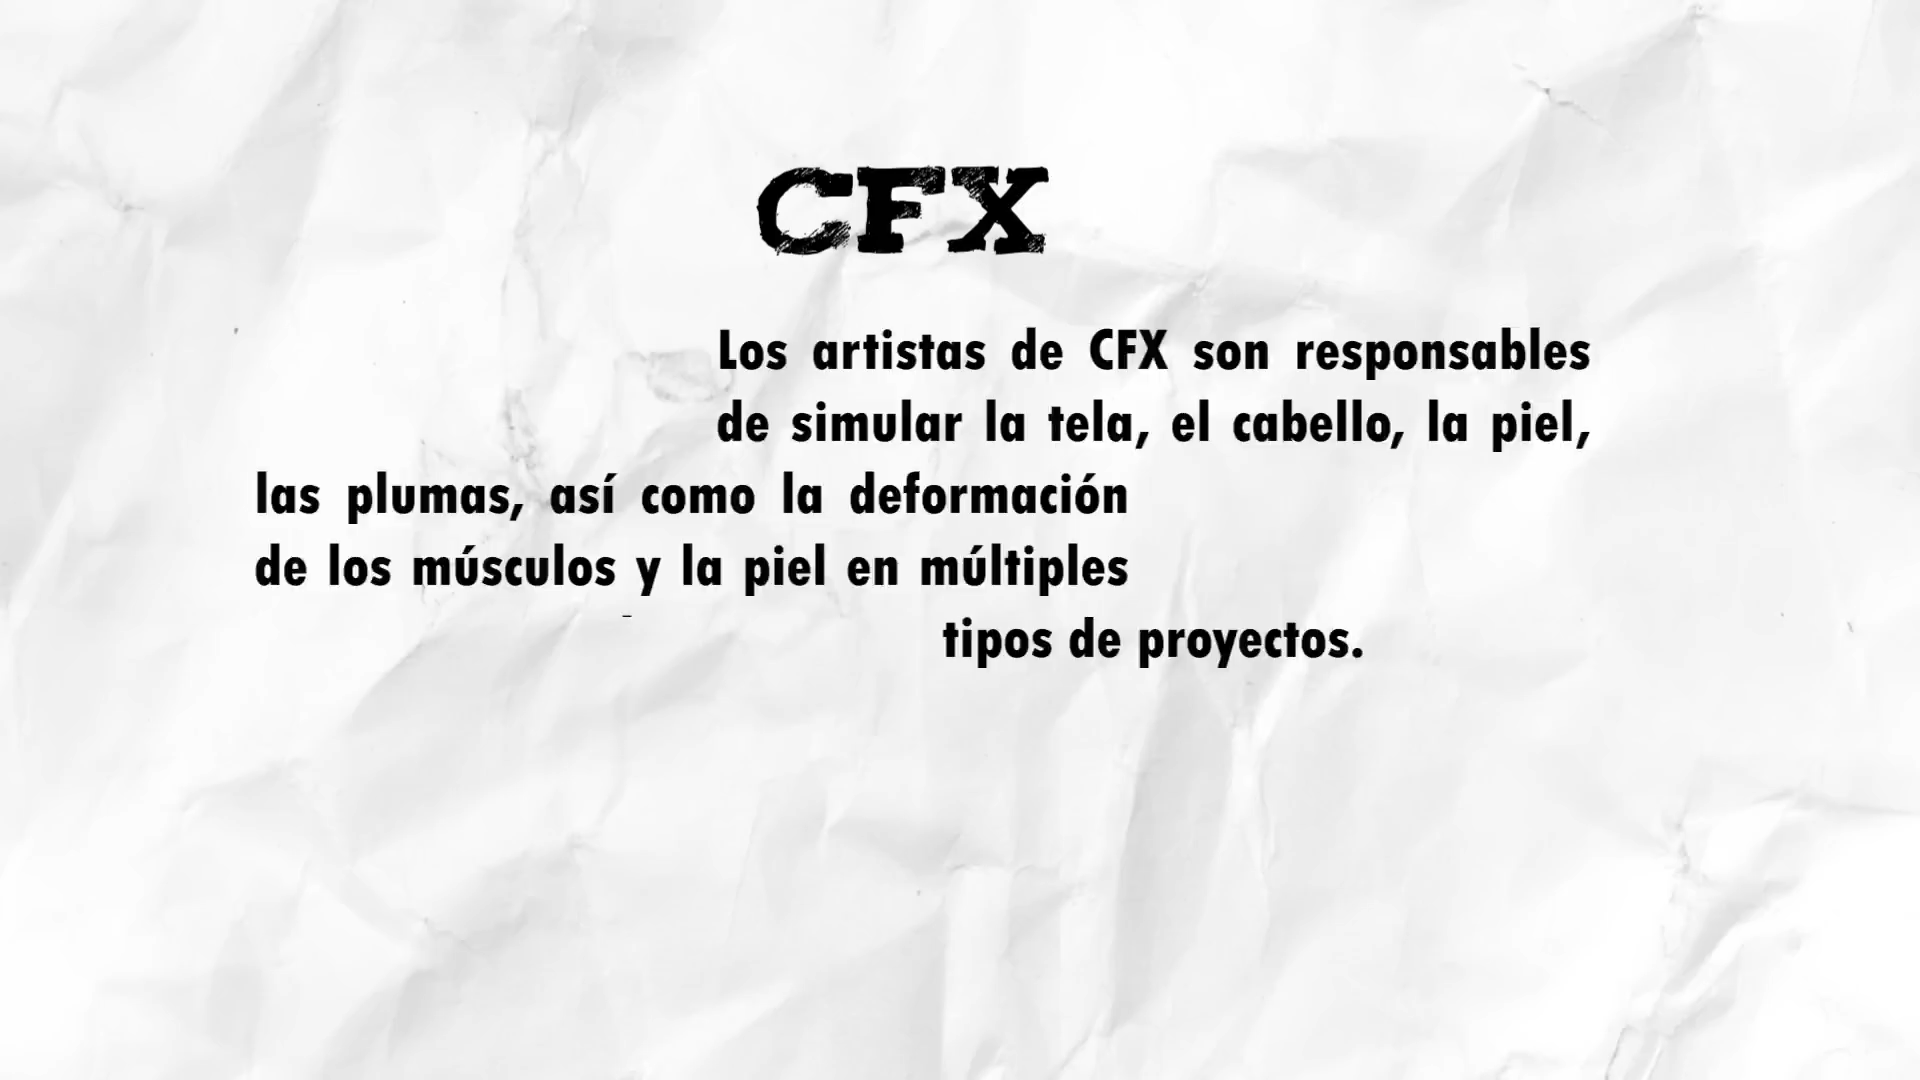 CFX
Los artistas de CFX son responsables
de simular la tela, el cabello, la piel,
las plumas, así como la deformación
de los músculos y la piel en múltiples
tipos de proyectos.